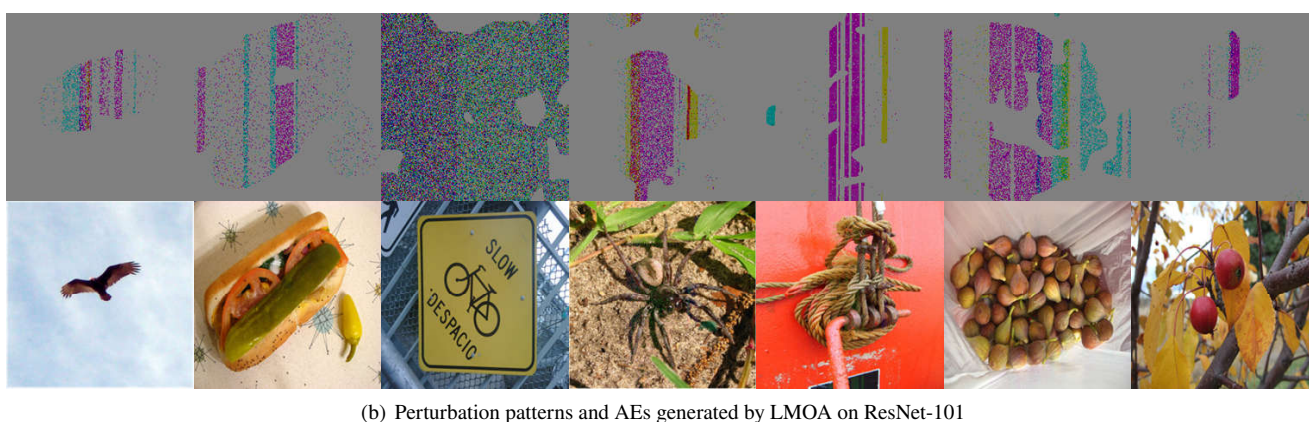 SLOW
DESPACIO
(b) Perturbation patterns and AEs generated by LMOA on ResNet-101